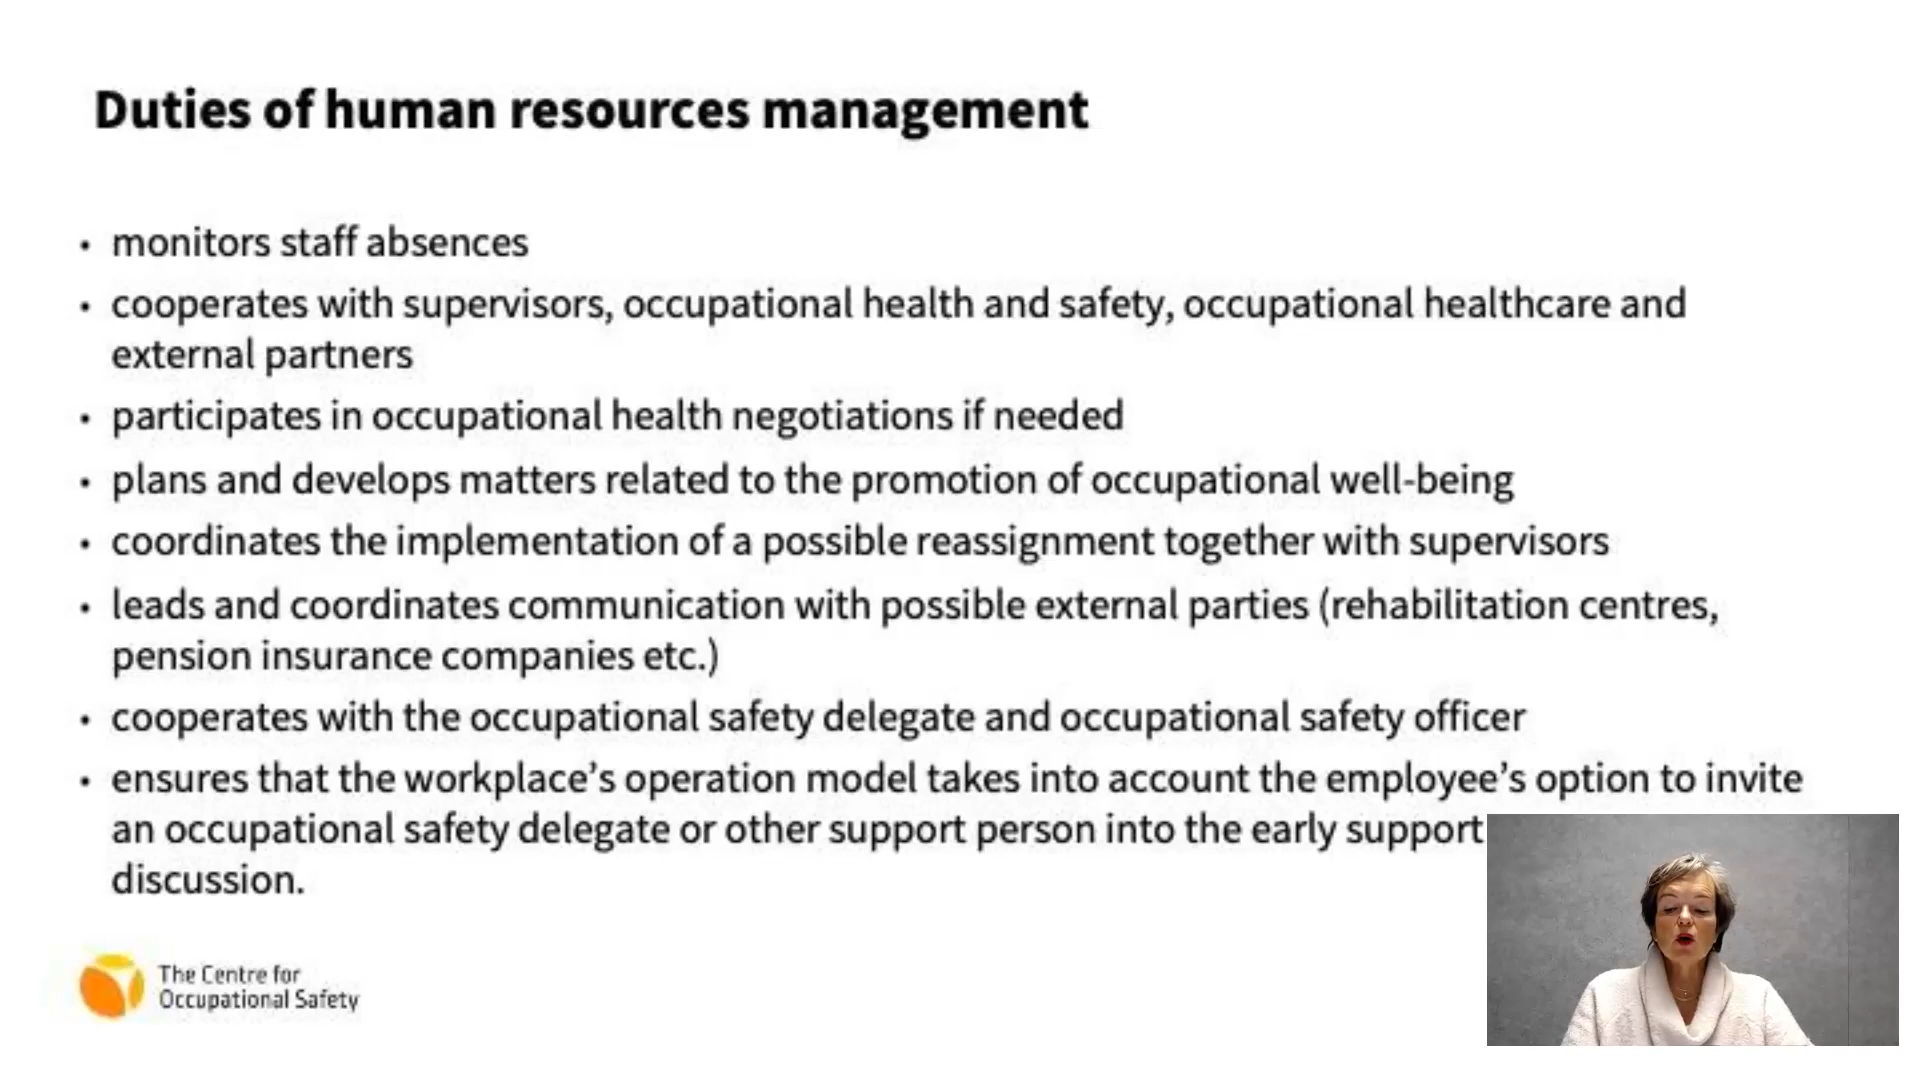 Duties of human resources management
• monitors staff absences
• cooperates with supervisors, occupational health and safety, occupational healthcare and
external partners
• participates in occupational health negotiations if needed
• plans and develops matters related to the promotion of occupational well-being
• coordinates the implementation of a possible reassignment together with supervisors
• leads and coordinates communication with possible external parties (rehabilitation centres,
pension insurance companies etc.)
• cooperates with the occupational safety delegate and occupational safety officer
• ensures that the workplace’s operation model takes into account the employee’s option to invite
an occupational safety delegate or other support person into the early support
discussion.
The Centre for
Occupational Safety